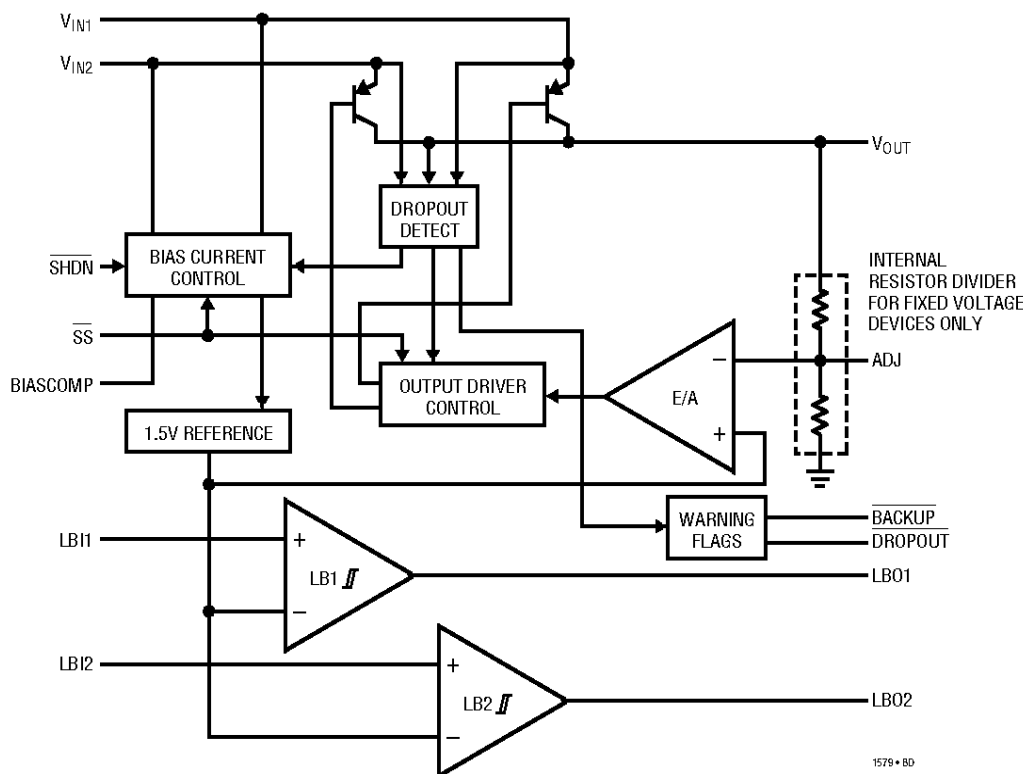 VIN1
VIN2
VOUT
DROPOUT
DETECT
BIAS CURRENT
CONTROL
SHDN
INTERNAL
RESISTOR DIVIDER
FOR FIXED VOLTAGE
DEVICES ONLY
SS
ADJ
BIASCOMP
OUTPUT DRIVER
CONTROL
−
E/A
+
1.5V REFERENCE
WARNING
FLAGS
BACKUP
DROPOUT
LBI1
+
LB1
−
LBO1
LBI2
+
LB2
−
LBO2
1579 • BD